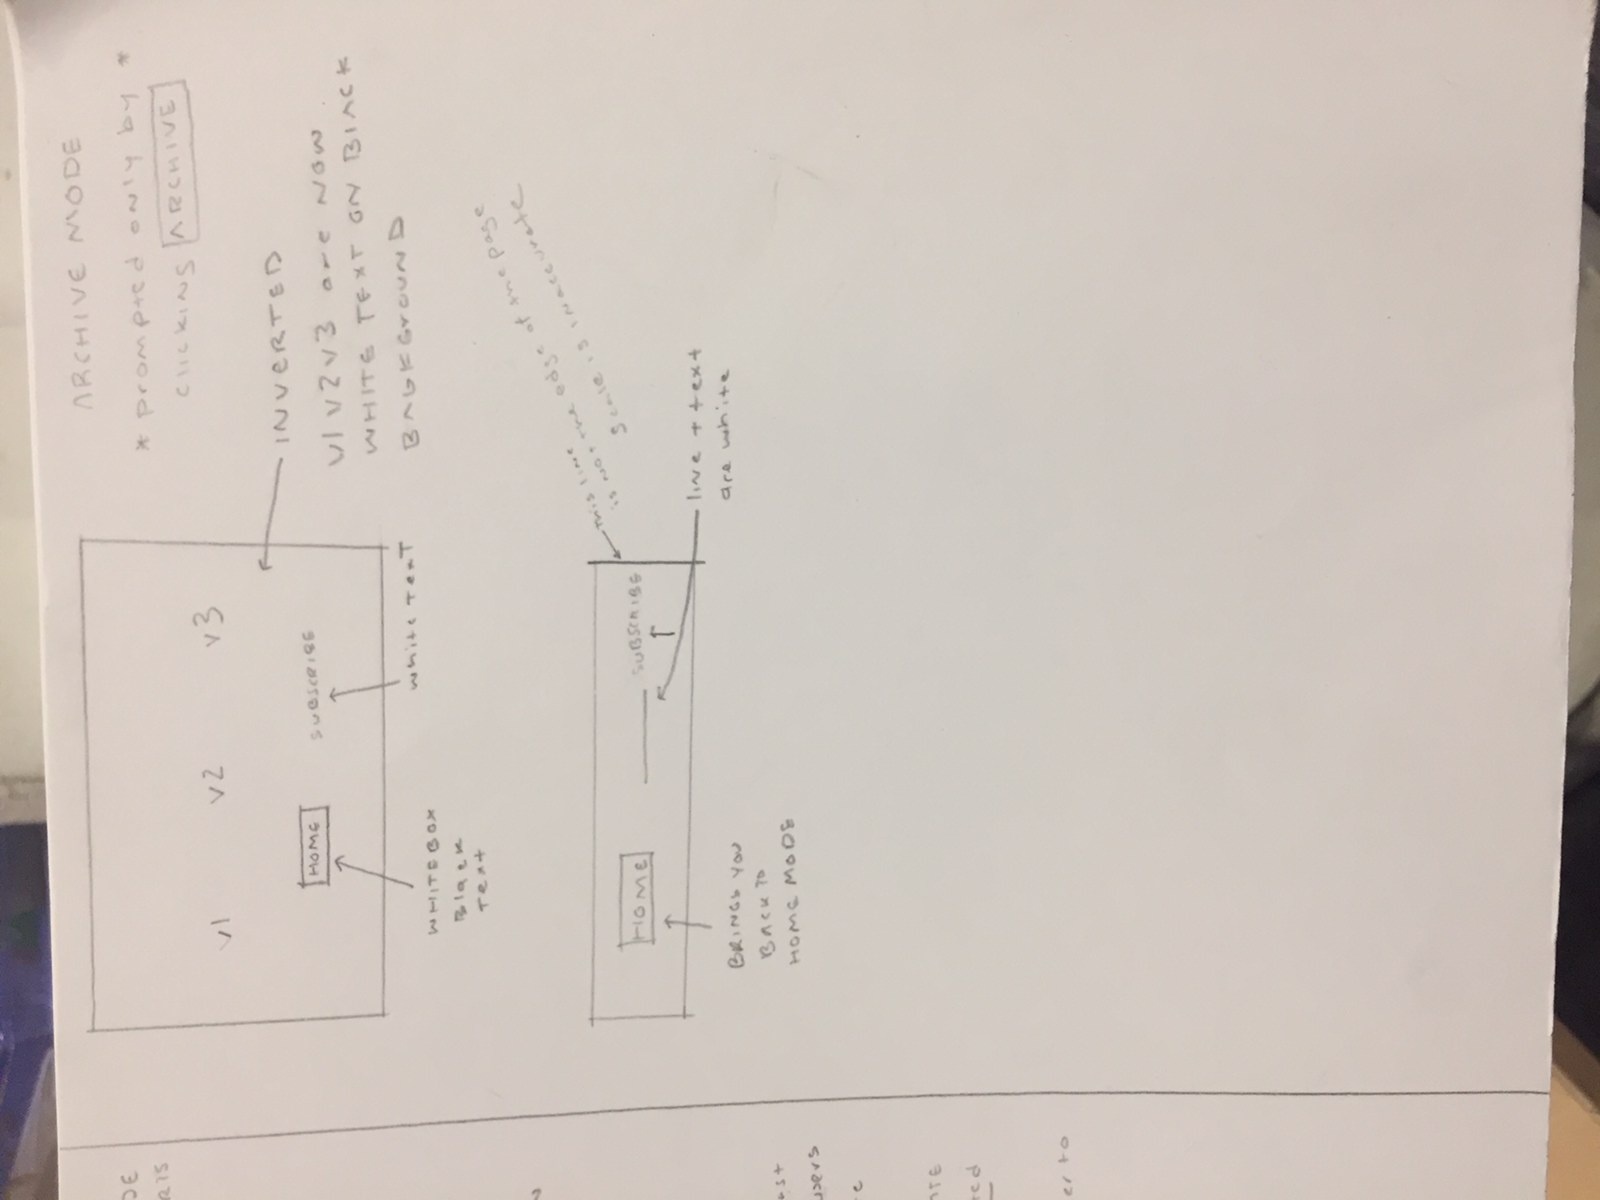 DE
RIS
ast
users
te
ted
er to
ARCHIVE MODE
* prompted only by *
clicking ARCHIVE
v1 v2 v3
HOME SUBSCRIBE
INVERTED
v1 v2 v3 are now
WHITE TEXT ON BLACK
BACKGROUND
white TexT
WHITE BOX
Black
Text
This line
is not the edge of the page
scale is inaccurate
HOME SUBSCRIBE
line + text
are white
BRINGS YOU
BACK TO
HOME MODE